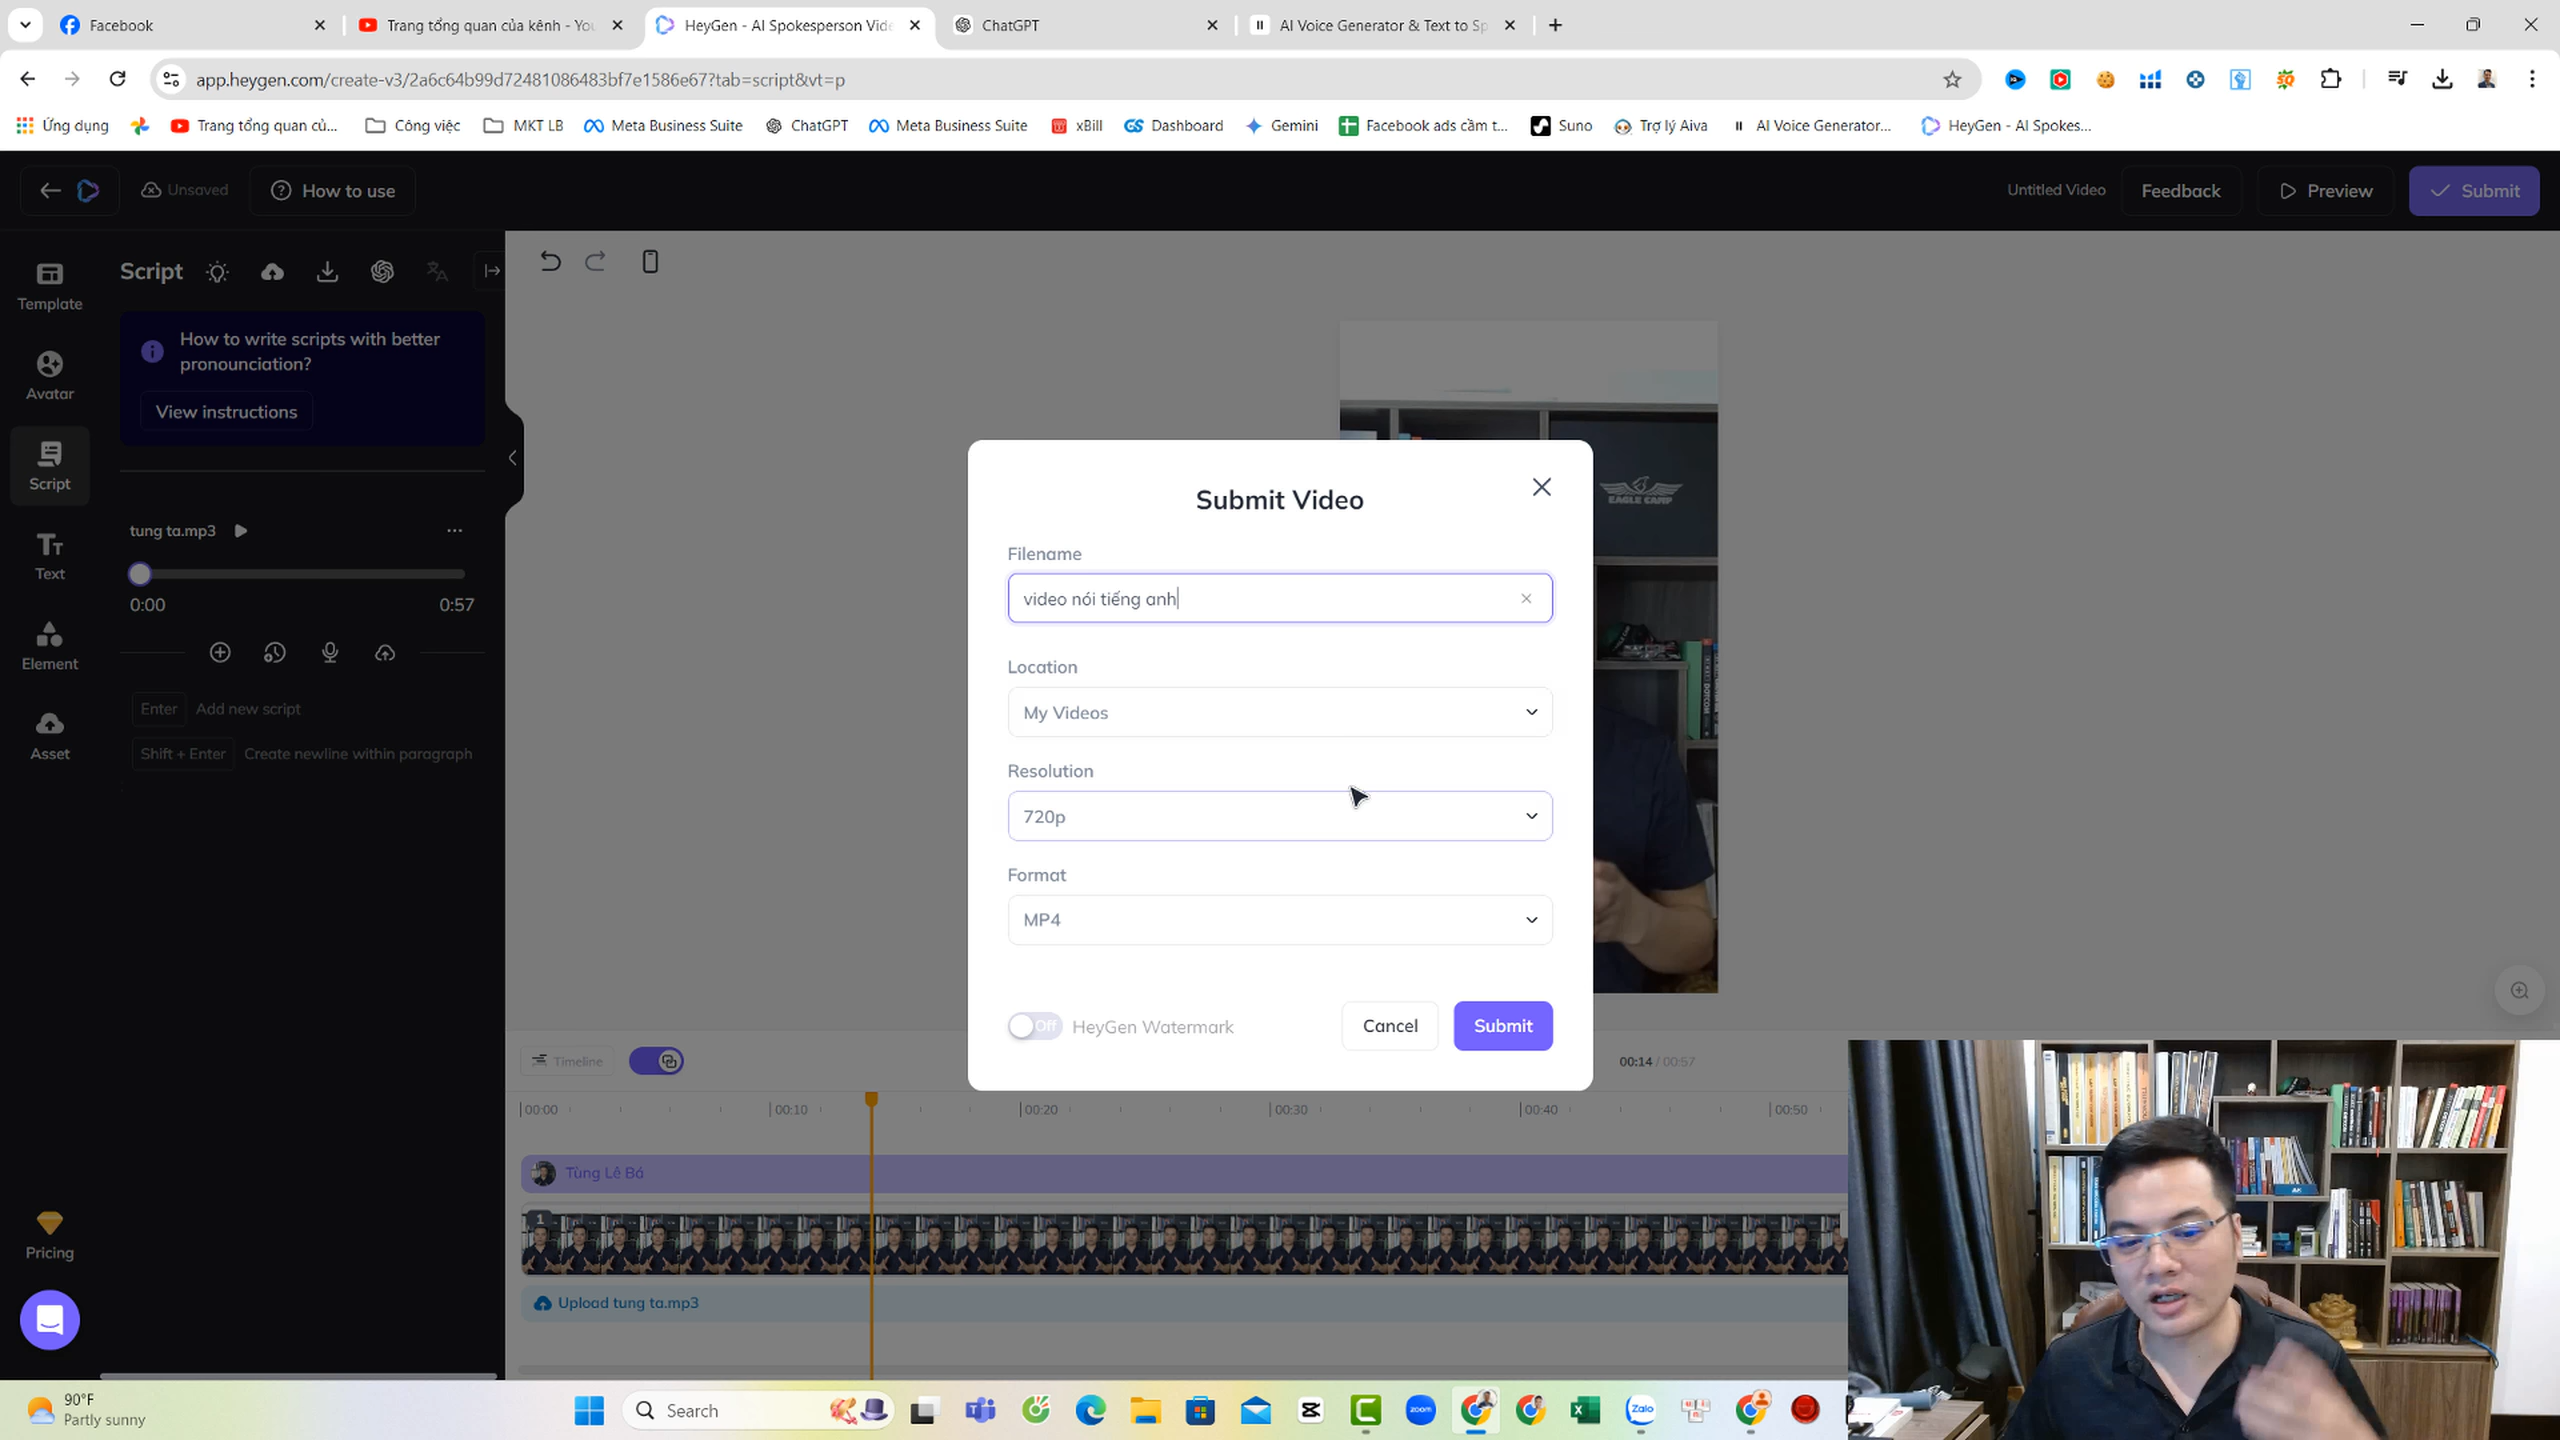 Facebook
Trang tổng quan của kênh - You
HeyGen - AI Spokesperson Vide
ChatGPT
AI Voice Generator & Text to Sp
app.heygen.com/create-v3/2a6c64b99d72481086483bf7e1586e67?tab=script&vt=p
Ứng dụng
Trang tổng quan củ...
Công việc
MKT LB
Meta Business Suite
ChatGPT
Meta Business Suite
xBill
Dashboard
Gemini
Facebook ads cầm t...
Suno
Trợ lý Aiva
AI Voice Generator...
HeyGen - AI Spokes...
Unsaved
How to use
Untitled Video
Feedback
Preview
Submit
Template
Avatar
Script
Text
Element
Asset
Pricing
Script
How to write scripts with better
pronounciation?
View instructions
tung ta.mp3
0:00
0:57
Enter
Add new script
Shift + Enter
Create newline within paragraph
EAGLE CAMP
Submit Video
Filename
video nói tiếng anh
Location
My Videos
Resolution
720p
Format
MP4
Off
HeyGen Watermark
Cancel
Submit
Timeline
00:14 / 00:57
00:00
00:10
00:20
00:30
00:40
00:50
Tùng Lê Bá
1
Upload tung ta.mp3
90°F
Partly sunny
Search
zoom
Zalo